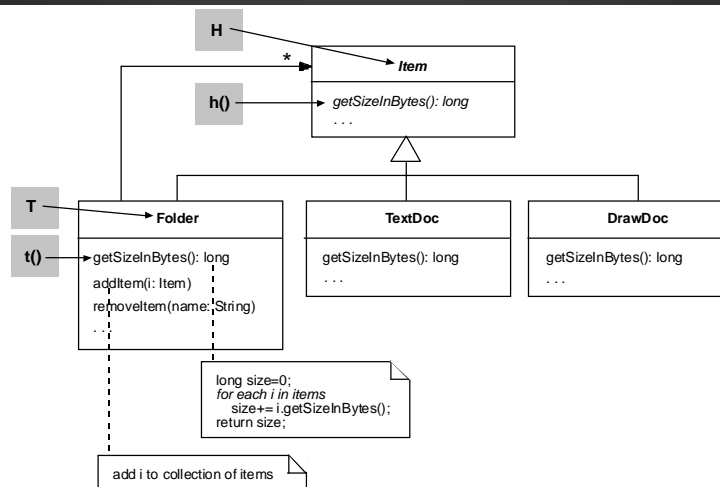 H
*
Item
h()
getSizeInBytes(): long
. . .
T
Folder
TextDoc
DrawDoc
t()
getSizeInBytes(): long
addItem(i: Item)
removeItem(name: String)
. . .
getSizeInBytes(): long
. . .
getSizeInBytes(): long
. . .
long size=0;
for each i in items
size+= i.getSizeInBytes();
return size;
add i to collection of items